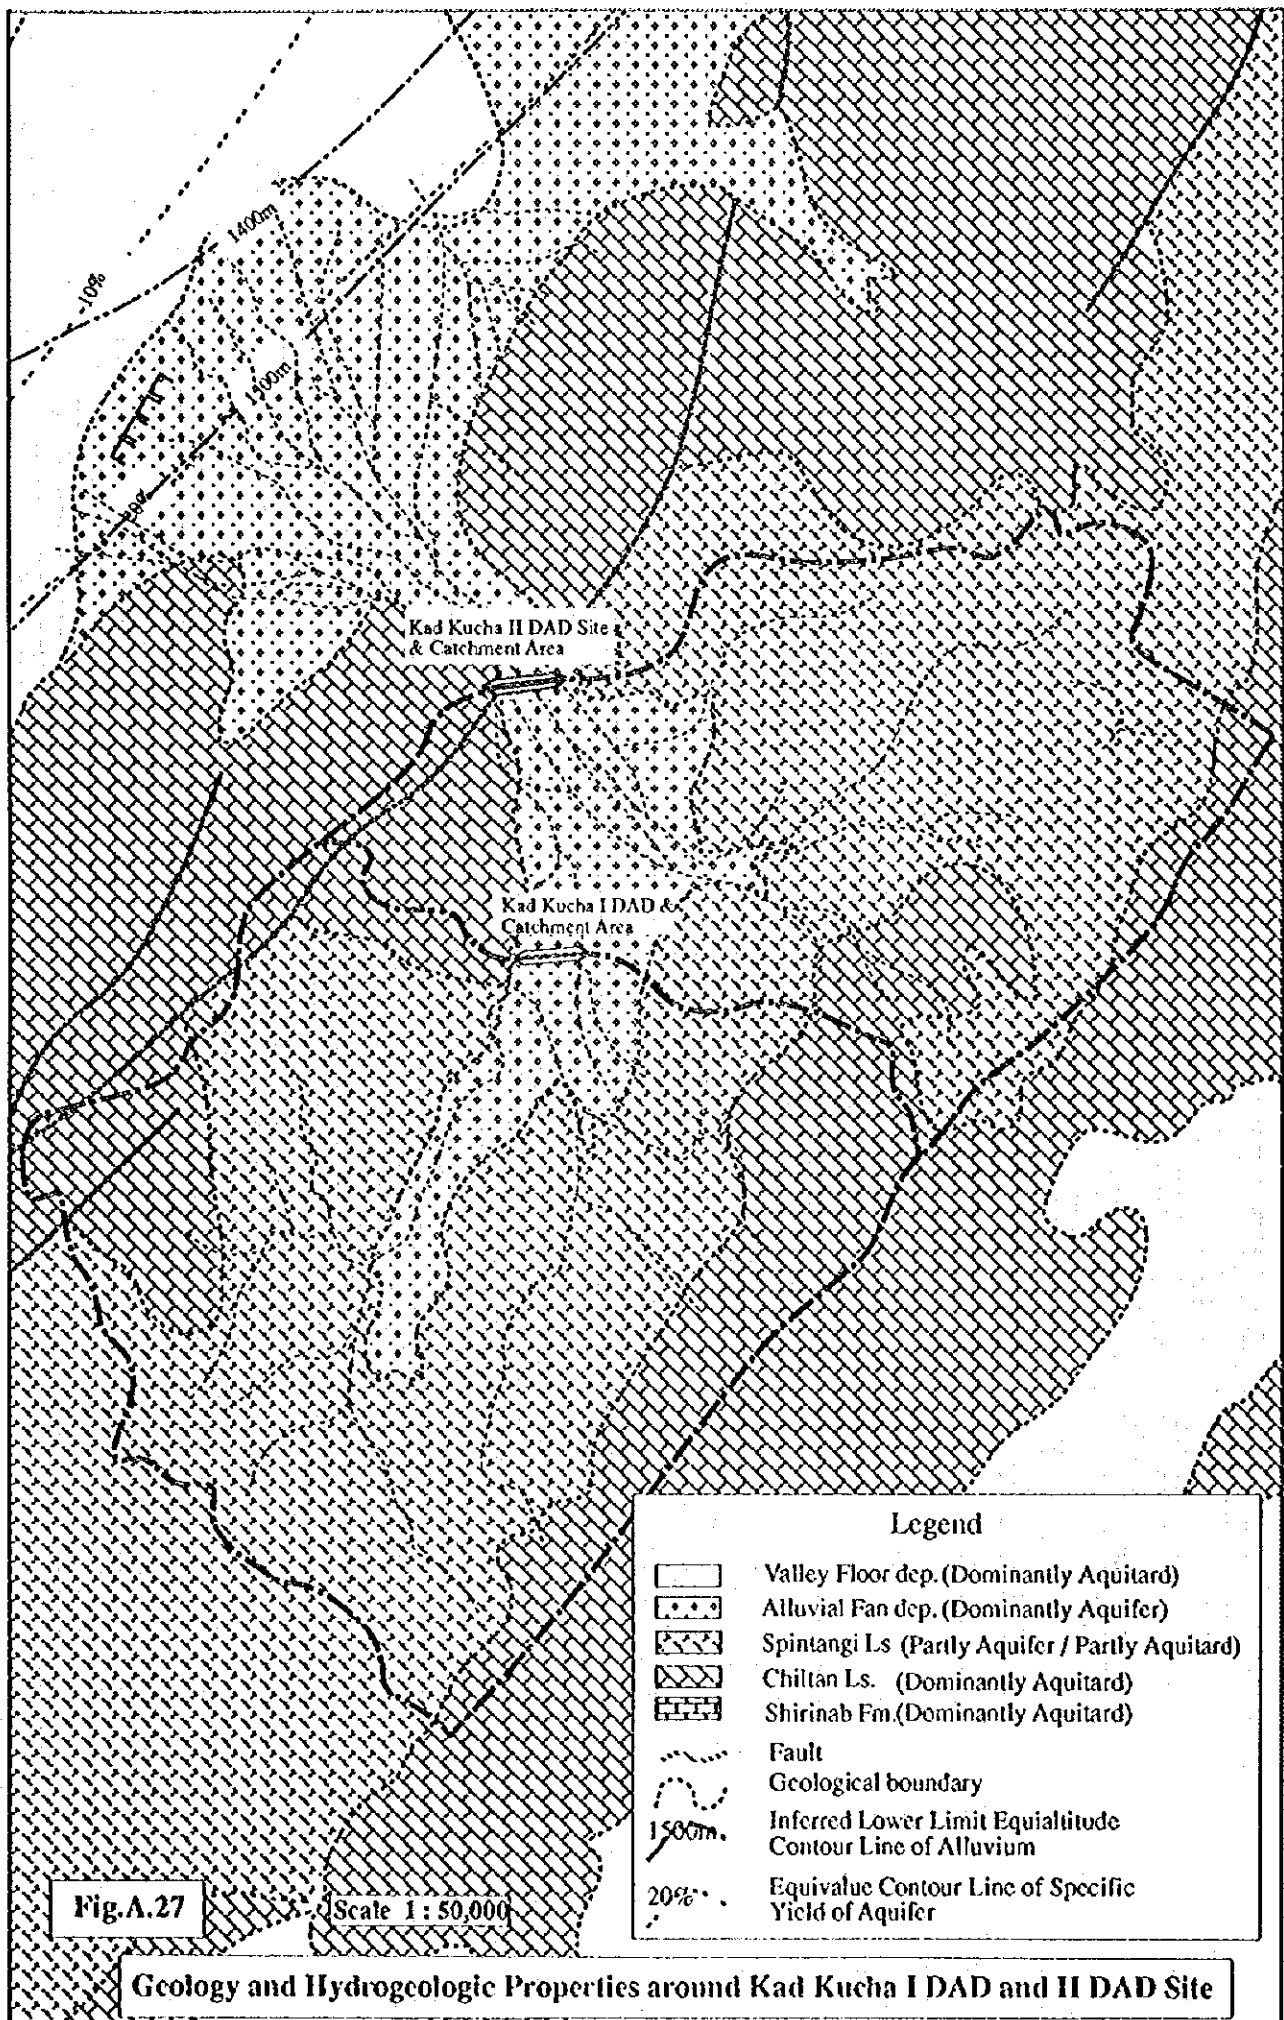 1400m
10%
1400m
20%
Kad Kucha II DAD Site
& Catchment Area
Kad Kucha I DAD &
Catchment Area
Legend
Valley Floor dep. (Dominantly Aquitard)
Alluvial Fan dep. (Dominantly Aquifer)
Spintangi Ls (Partly Aquifer / Partly Aquitard)
Chiltan Ls. (Dominantly Aquitard)
Shirinab Fm.(Dominantly Aquitard)
Fault
Geological boundary
1500m
Inferred Lower Limit Equialtitude
Contour Line of Alluvium
20%
Equivalue Contour Line of Specific
Yield of Aquifer
Fig.A.27
Scale 1 : 50,000
Geology and Hydrogeologic Properties around Kad Kucha I DAD and II DAD Site